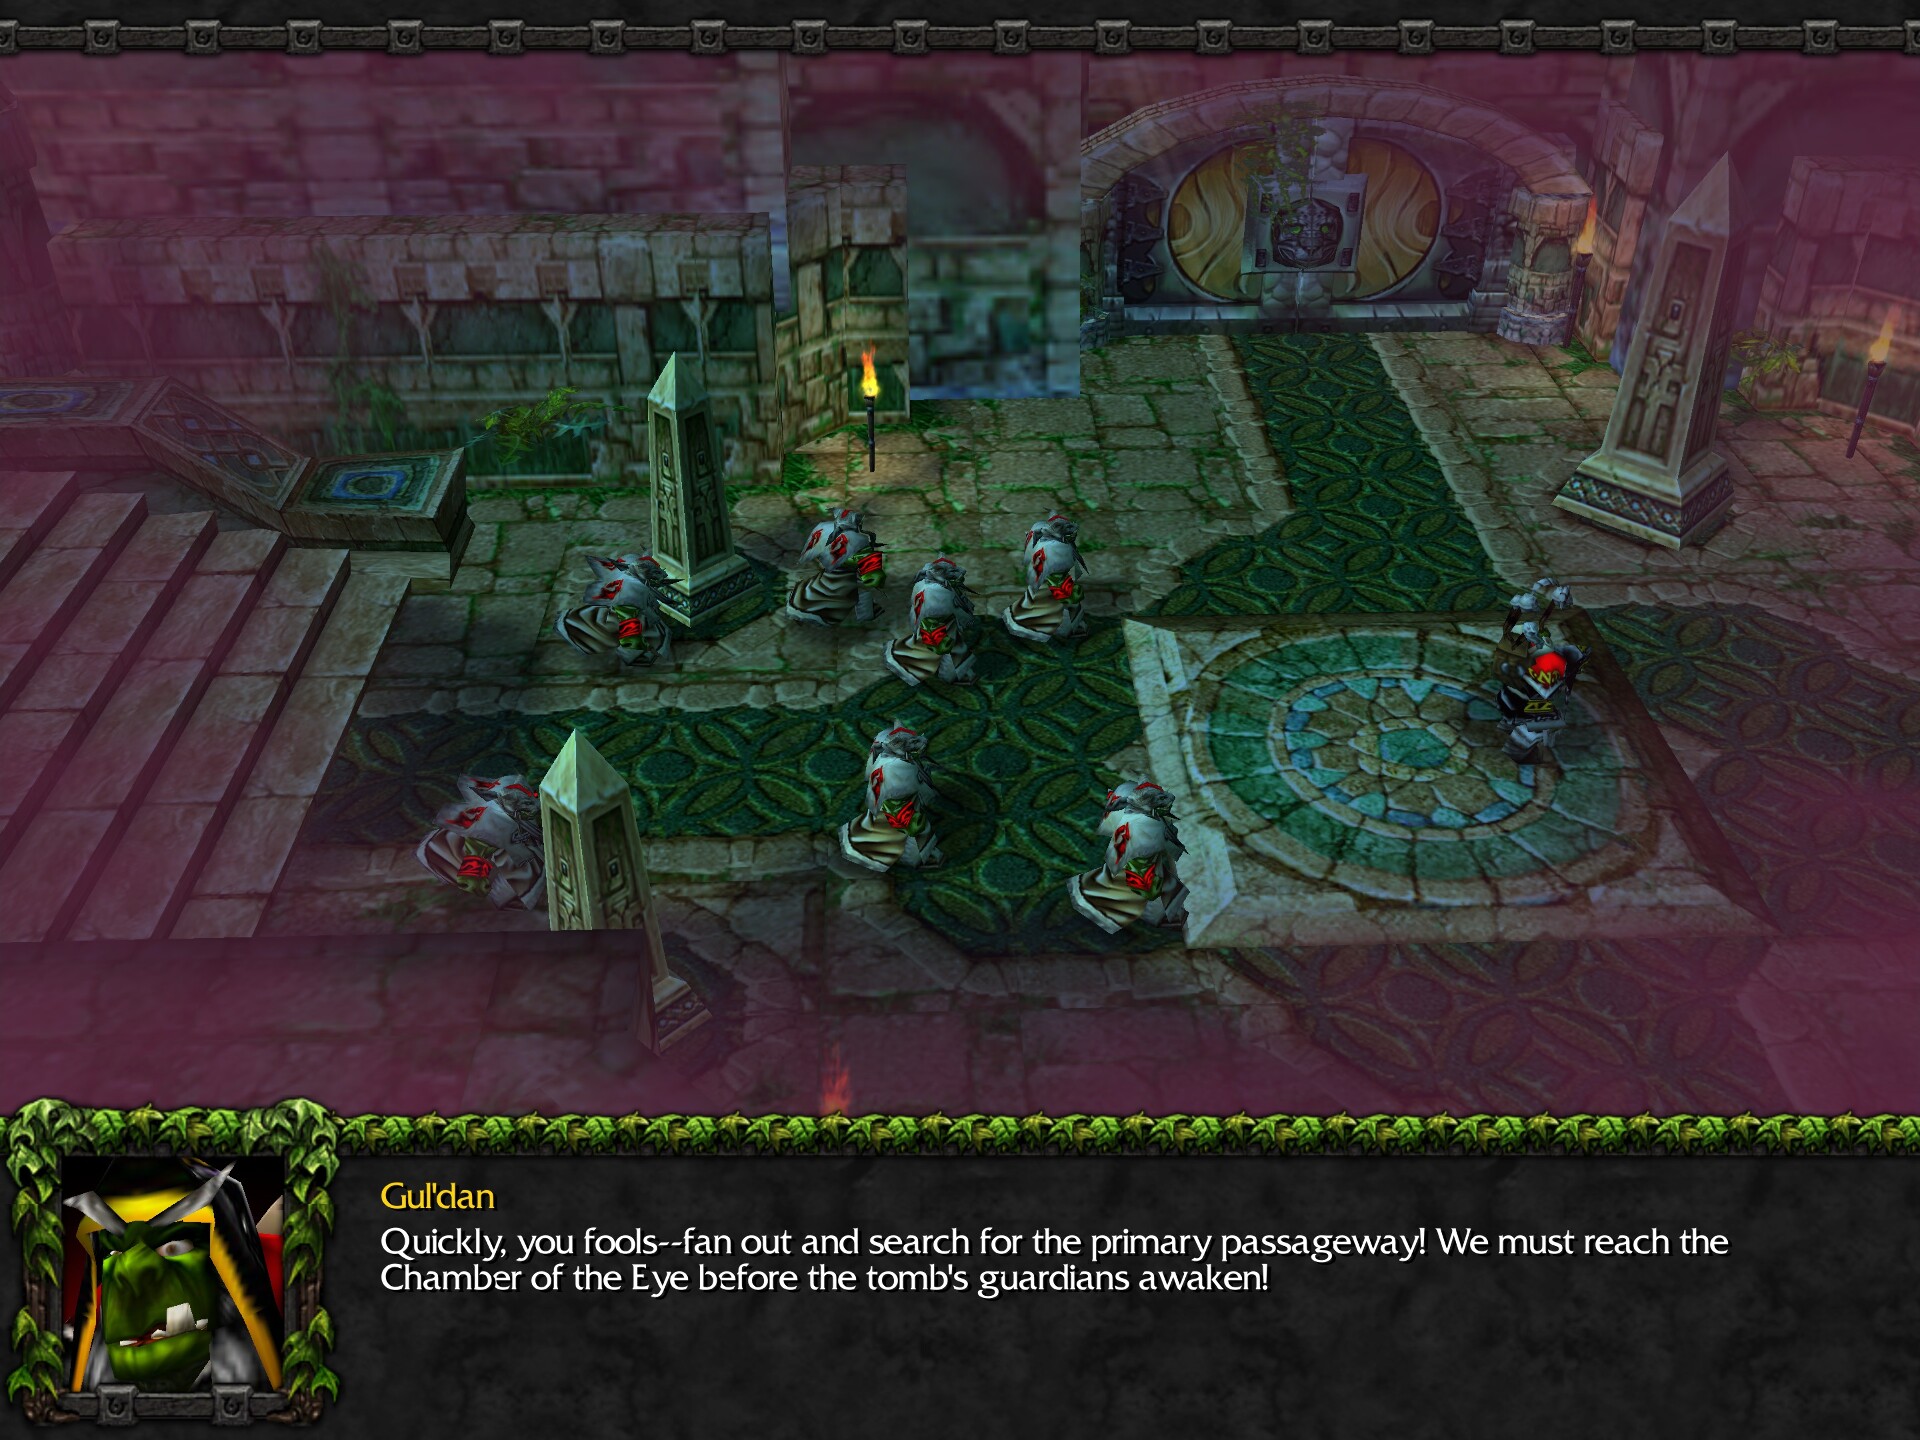 Gul'dan
Quickly, you fools--fan out and search for the primary passageway! We must reach the
Chamber of the Eye before the tomb's guardians awaken!